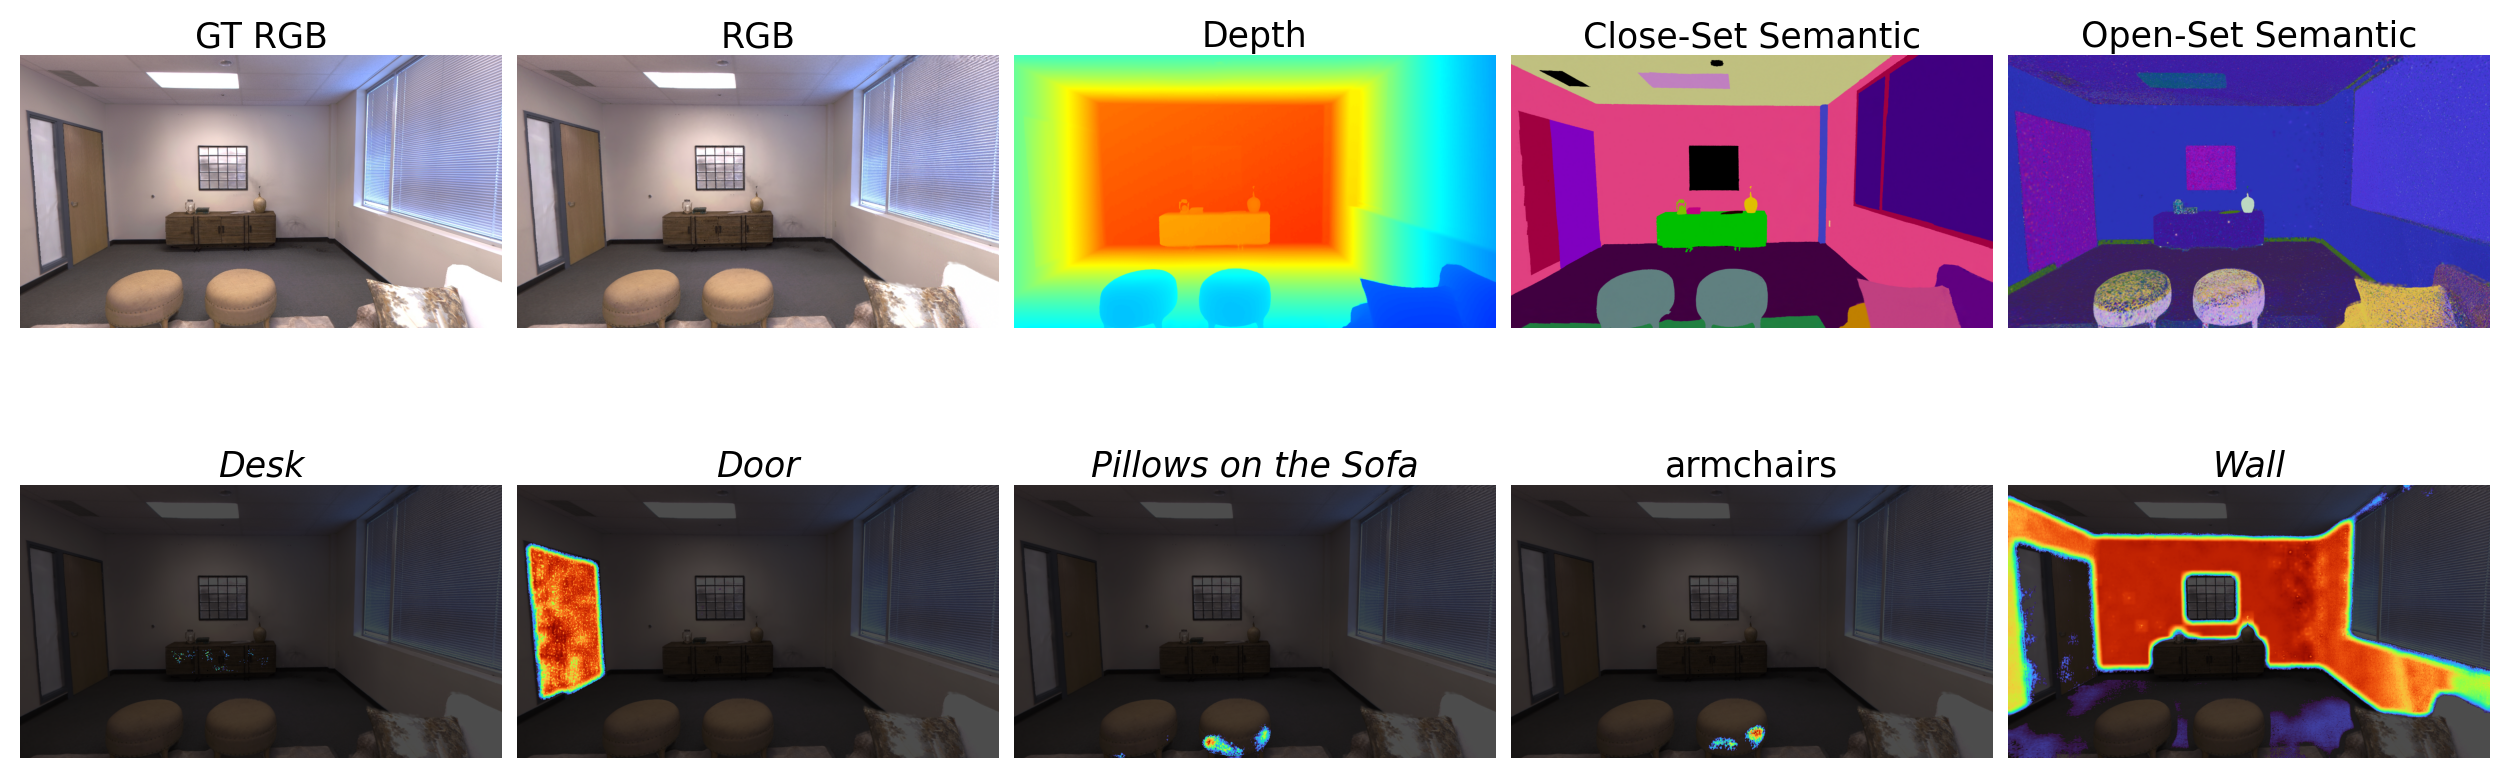 GT RGB
RGB
Depth
Close-Set Semantic
Open-Set Semantic
Desk
Door
Pillows on the Sofa
armchairs
Wall